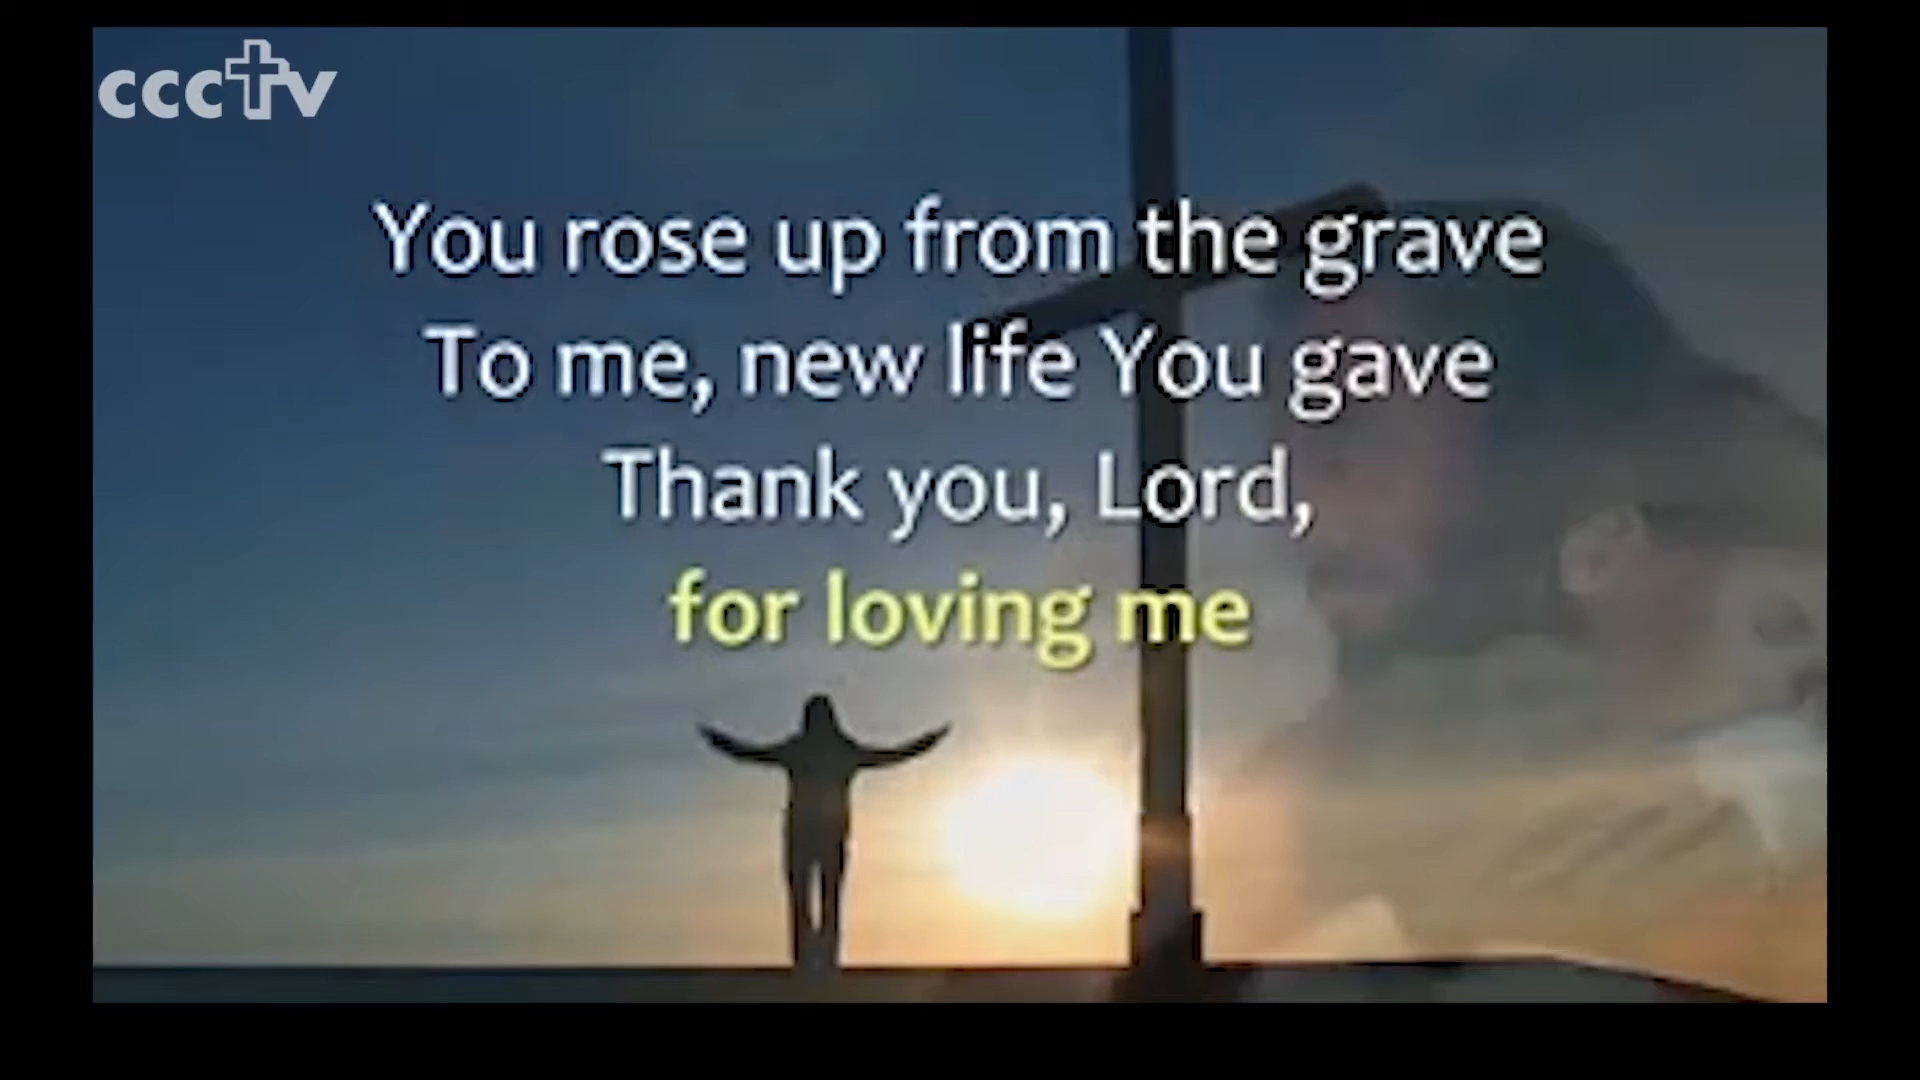 ccctv
You rose up from the grave
To me, new life You gave
Thank you, Lord,
for loving me